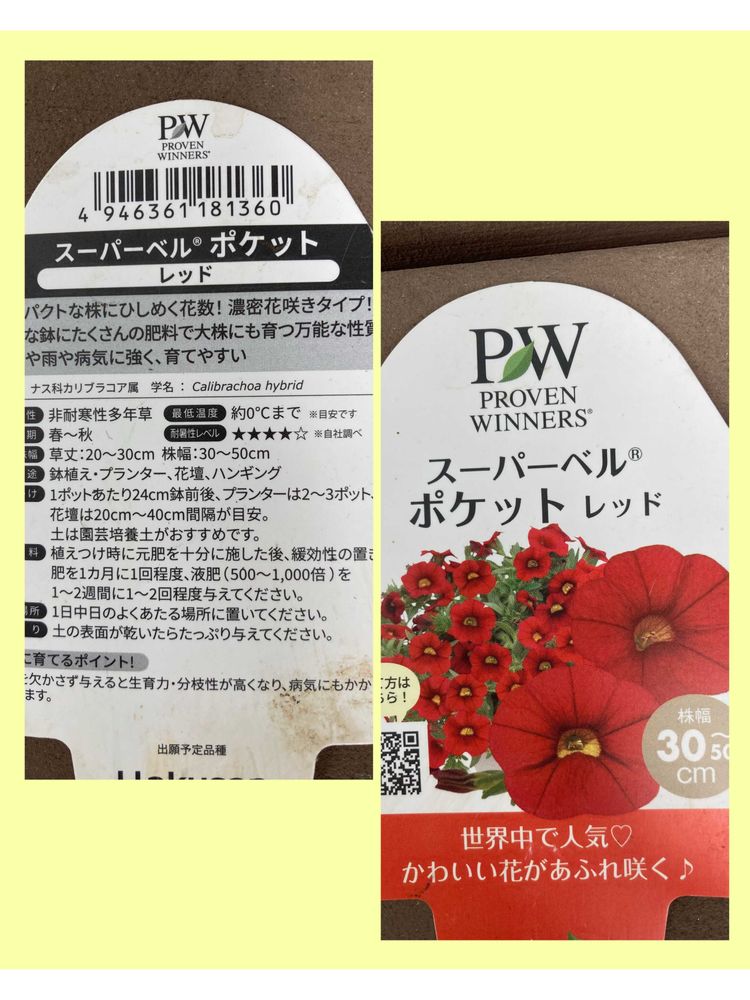 PW
PROVEN
WINNERS®
4 946361 181360
スーパーベル® ポケット
レッド
パクトな株にひしめく花数! 濃密花咲きタイプ!
な鉢にたくさんの肥料で大株にも育つ万能な性質
や雨や病気に強く、育てやすい
ナス科カリブラコア属 学名: Calibrachoa hybrid
性 非耐寒性多年草 最低温度 約0℃まで ※目安です
期 春～秋 耐暑性レベル ★★★★☆ ※自社調べ
幅 草丈:20～30cm 株幅:30～50cm
途 鉢植え・プランター、花壇、ハンギング
け 1ポットあたり24cm鉢前後、プランターは2～3ポット、
花壇は20cm～40cm間隔が目安。
土は園芸培養土がおすすめです。
料 植えつけ時に元肥を十分に施した後、緩効性の置き
肥を1カ月に1回程度、液肥(500～1,000倍)を
1～2週間に1～2回程度与えてください。
場所 1日中日のよくあたる場所に置いてください。
り 土の表面が乾いたらたっぷり与えてください。
に育てるポイント!
を欠かさず与えると生育力・分枝性が高くなり、病気にもかか
ます。
出願予定品種
PW
PROVEN
WINNERS®
スーパーベル®
ポケット レッド
て方は
ちら!
株幅
30～50
cm
世界中で人気♡
かわいい花があふれ咲く♪